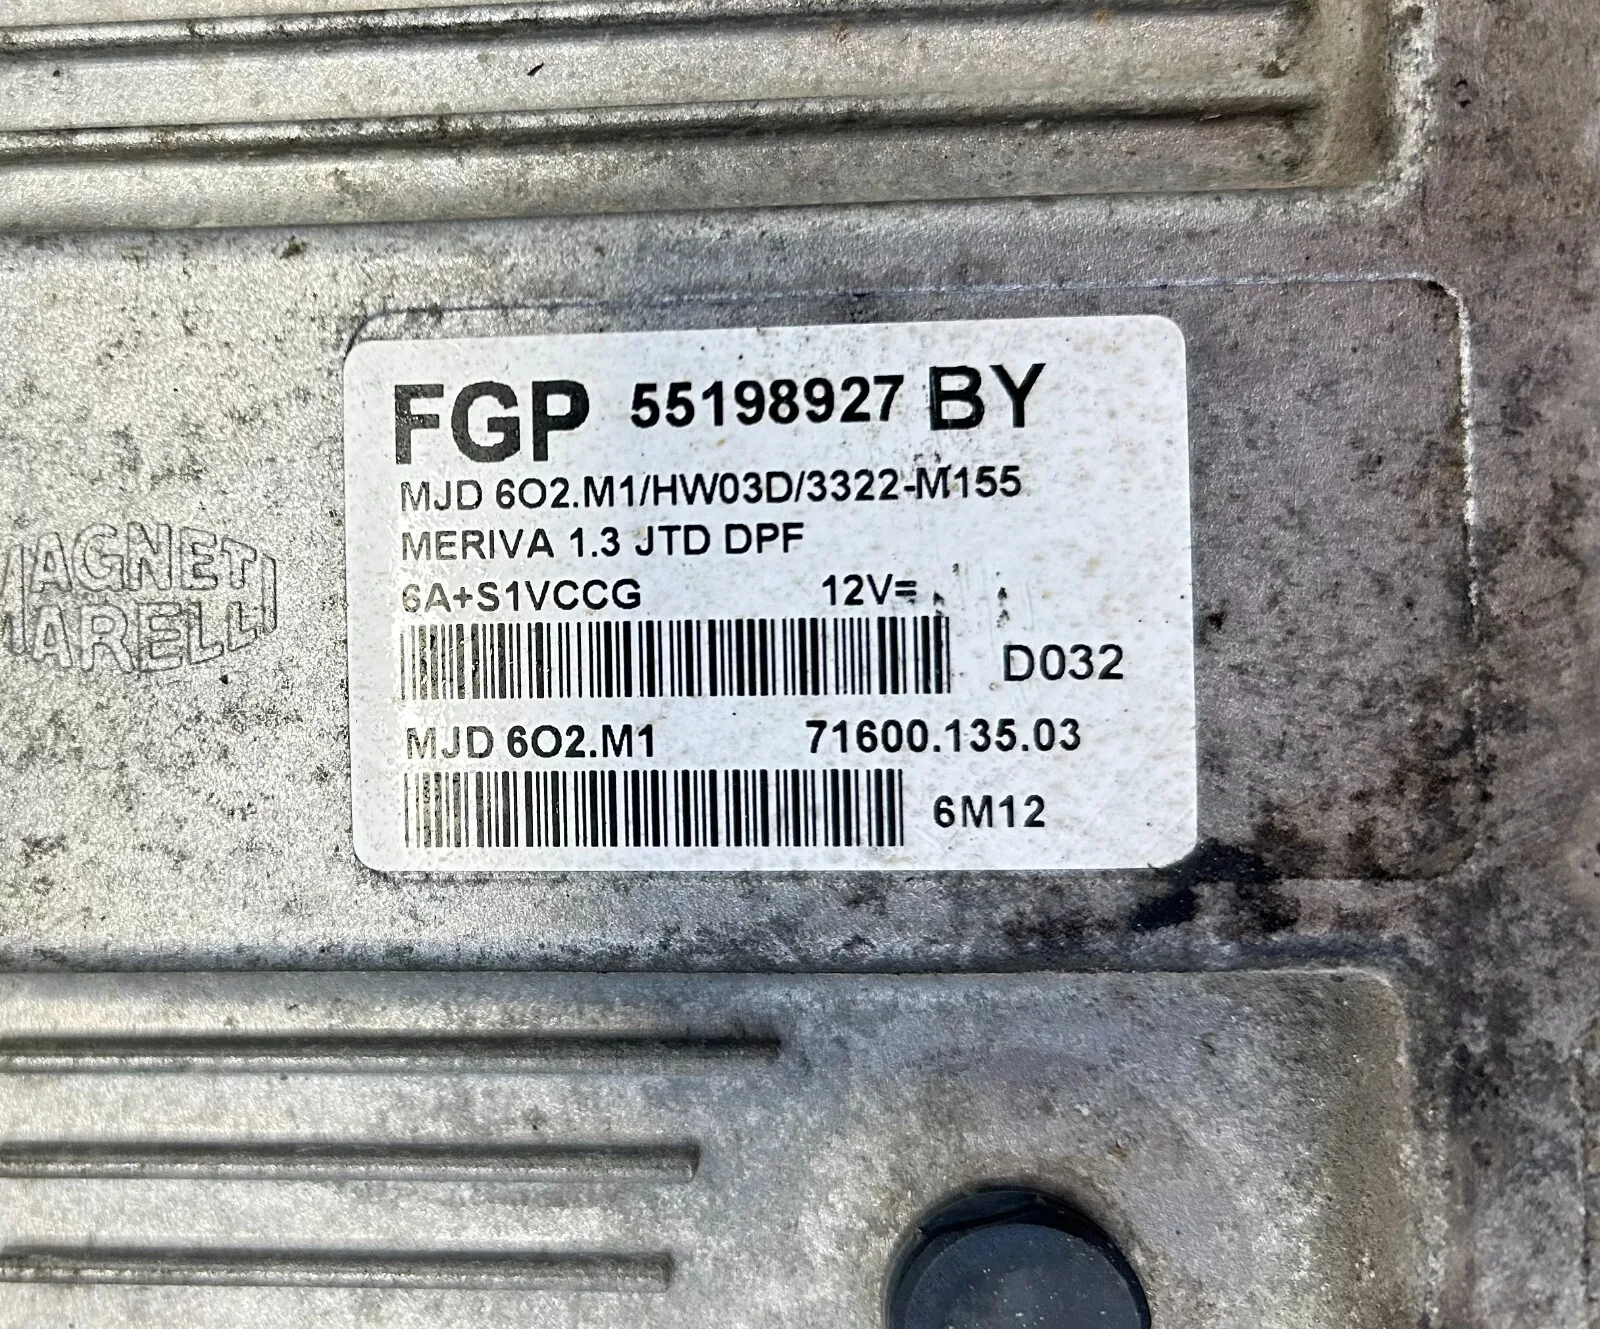 FGP 55198927 BY
MJD 6O2.M1/HW03D/3322-M155
MERIVA 1.3 JTD DPF
6A+S1VCCG 12V=
D032
MJD 6O2.M1 71600.135.03
6M12
MAGNETI
MARELLI